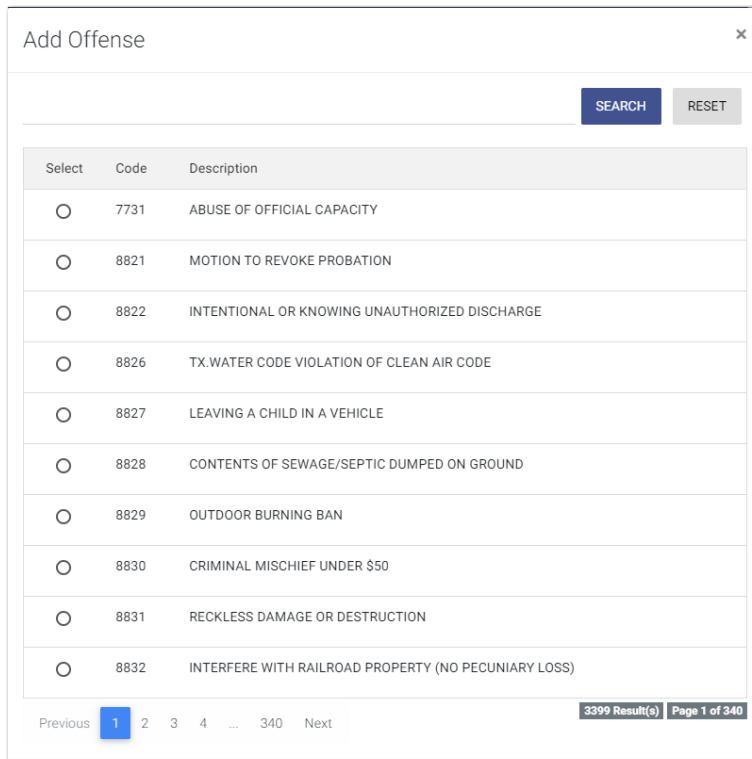 Add Offense ×
SEARCH RESET
Select Code Description
7731 ABUSE OF OFFICIAL CAPACITY
8821 MOTION TO REVOKE PROBATION
8822 INTENTIONAL OR KNOWING UNAUTHORIZED DISCHARGE
8826 TX.WATER CODE VIOLATION OF CLEAN AIR CODE
8827 LEAVING A CHILD IN A VEHICLE
8828 CONTENTS OF SEWAGE/SEPTIC DUMPED ON GROUND
8829 OUTDOOR BURNING BAN
8830 CRIMINAL MISCHIEF UNDER $50
8831 RECKLESS DAMAGE OR DESTRUCTION
8832 INTERFERE WITH RAILROAD PROPERTY (NO PECUNIARY LOSS)
3399 Result(s) Page 1 of 340
Previous 1 2 3 4 ... 340 Next